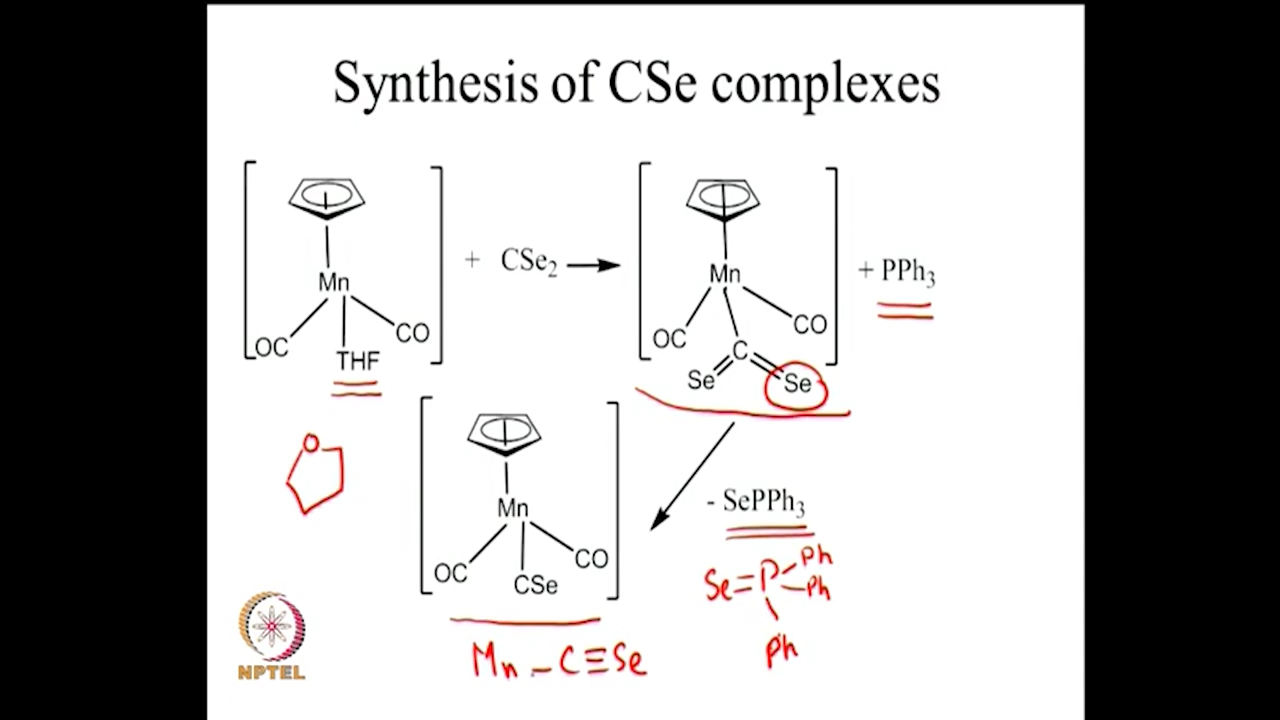 Synthesis of CSe complexes
Mn
OC
CO
THF
+ CSe₂
Mn
OC
CO
C
Se
Se
+ PPh₃
O
Mn
OC
CO
CSe
- SePPh₃
Se=P-Ph
-Ph
Ph
Mn-C≡Se
NPTEL